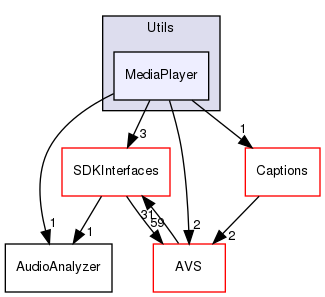 Utils
MediaPlayer
3
1
SDKInterfaces
Captions
31
59
1
1
2
2
AudioAnalyzer
AVS